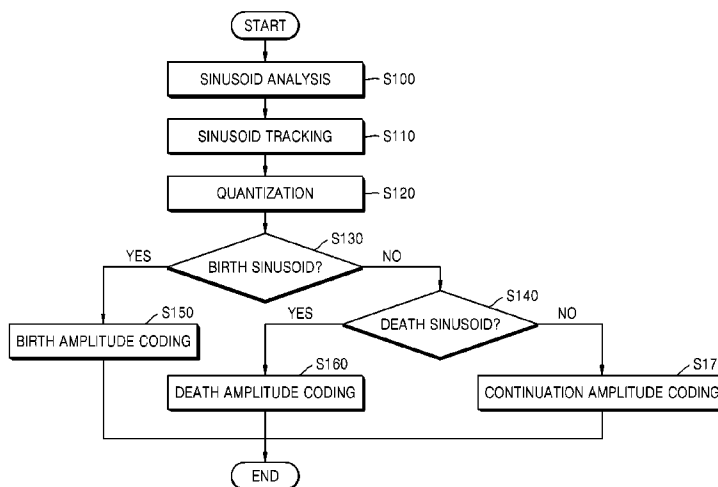 START
SINUSOID ANALYSIS
S100
SINUSOID TRACKING
S110
QUANTIZATION
S120
S130
YES
BIRTH SINUSOID?
NO
S140
S150
YES
DEATH SINUSOID?
NO
BIRTH AMPLITUDE CODING
S160
S17
DEATH AMPLITUDE CODING
CONTINUATION AMPLITUDE CODING
END